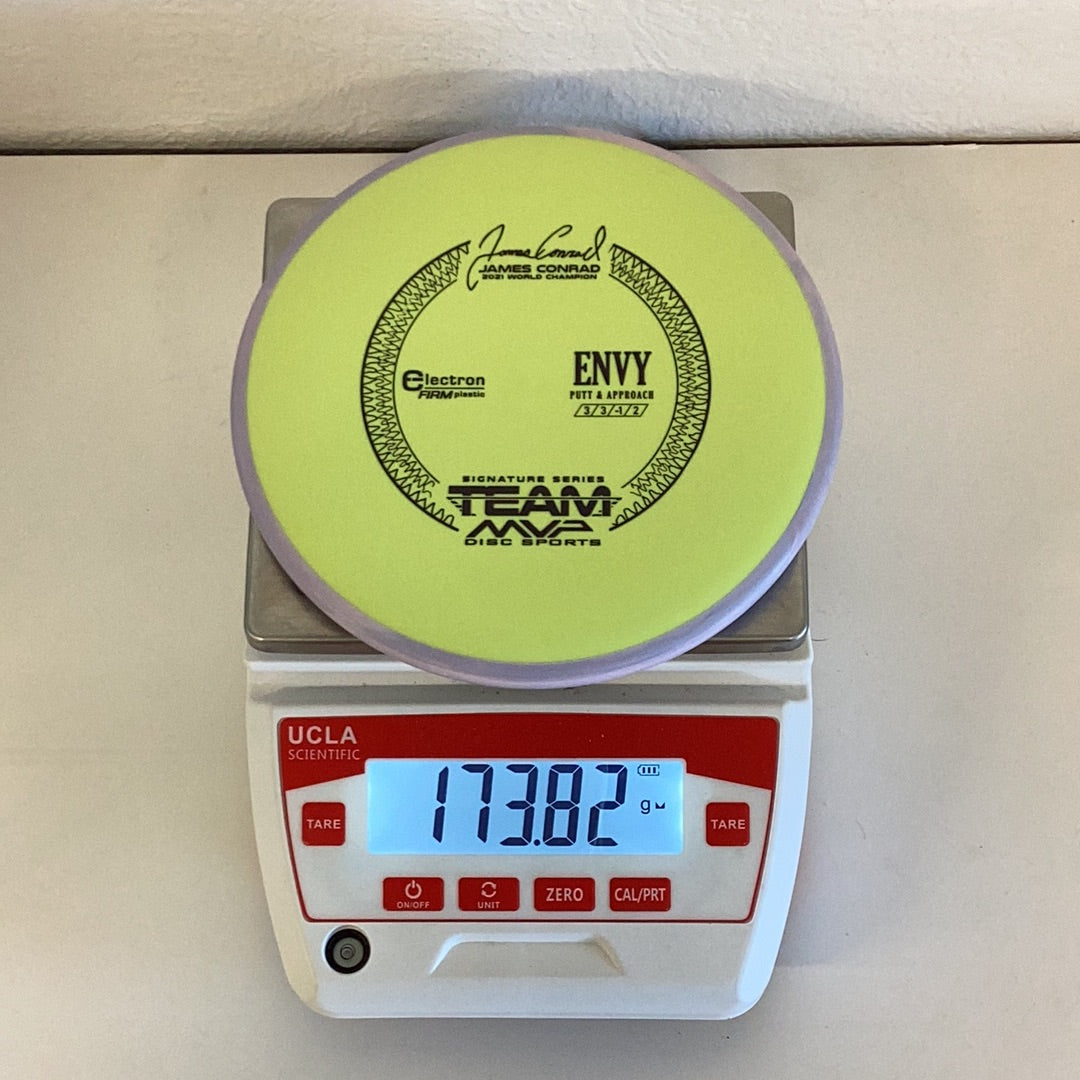 James Conrad
JAMES CONRAD
2021 WORLD CHAMPION
Electron
FIRM plastic
ENVY
PUTT & APPROACH
3/3/-1/2
SIGNATURE SERIES
TEAM
MVP
DISC SPORTS
UCLA
SCIENTIFIC
173.82 g
TARE
TARE
ON/OFF
UNIT
ZERO
CAL/PRT